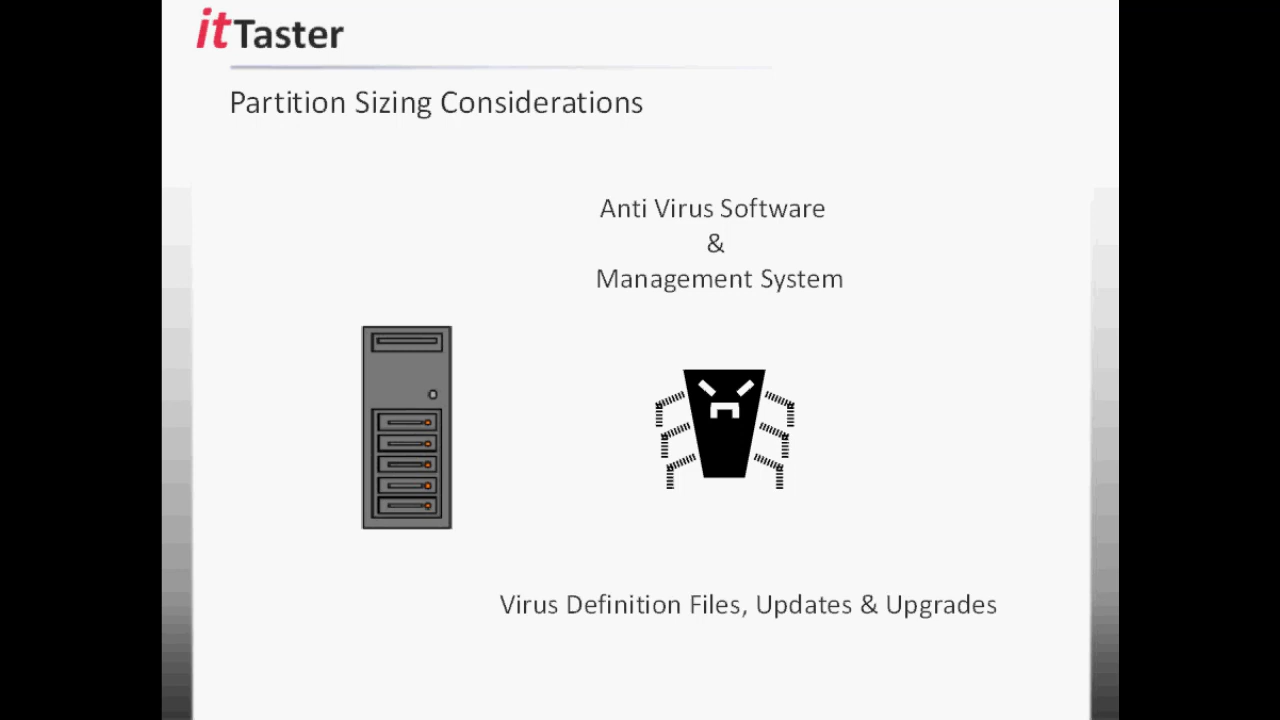 itTaster
Partition Sizing Considerations
Anti Virus Software
&
Management System
Virus Definition Files, Updates & Upgrades